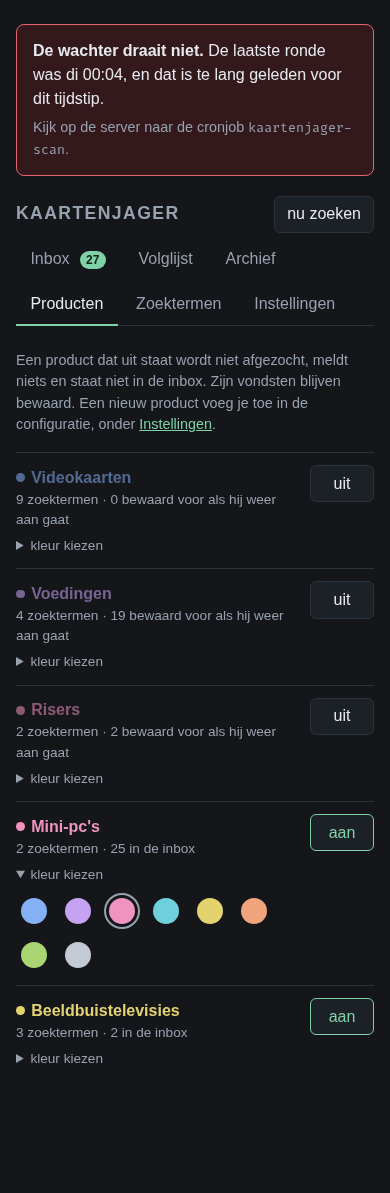 De wachter draait niet. De laatste ronde
was di 00:04, en dat is te lang geleden voor
dit tijdstip.
Kijk op de server naar de cronjob kaartenjager-
scan.
KAARTENJAGER
nu zoeken
Inbox 27 Volglijst Archief
Producten Zoektermen Instellingen
Een product dat uit staat wordt niet afgezocht, meldt
niets en staat niet in de inbox. Zijn vondsten blijven
bewaard. Een nieuw product voeg je toe in de
configuratie, onder Instellingen.
Videokaarten
uit
9 zoektermen · 0 bewaard voor als hij weer
aan gaat
kleur kiezen
Voedingen
uit
4 zoektermen · 19 bewaard voor als hij weer
aan gaat
kleur kiezen
Risers
uit
2 zoektermen · 2 bewaard voor als hij weer
aan gaat
kleur kiezen
Mini-pc's
aan
2 zoektermen · 25 in de inbox
kleur kiezen
Beeldbuistelevisies
aan
3 zoektermen · 2 in de inbox
kleur kiezen